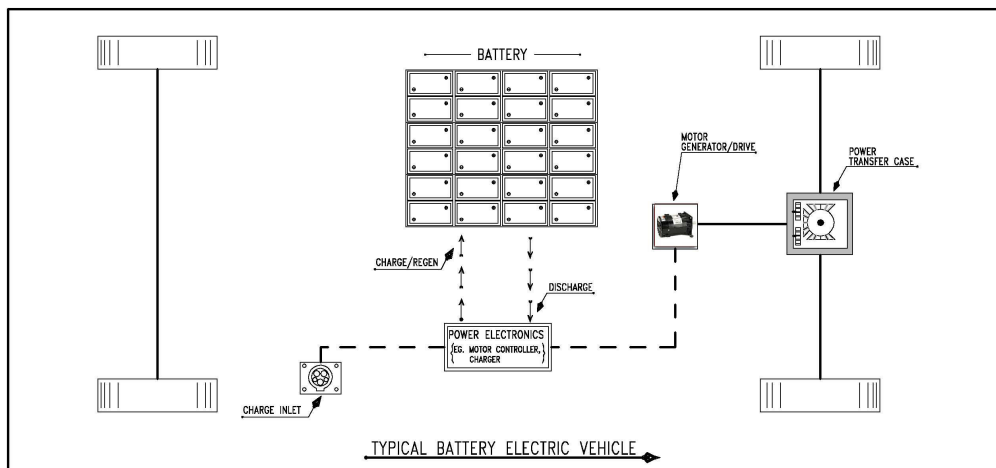 BATTERY
MOTOR
GENERATOR/DRIVE
POWER
TRANSFER CASE
CHARGE/REGEN
DISCHARGE
POWER ELECTRONICS
{EG. MOTOR CONTROLLER,
CHARGER}
CHARGE INLET
TYPICAL BATTERY ELECTRIC VEHICLE